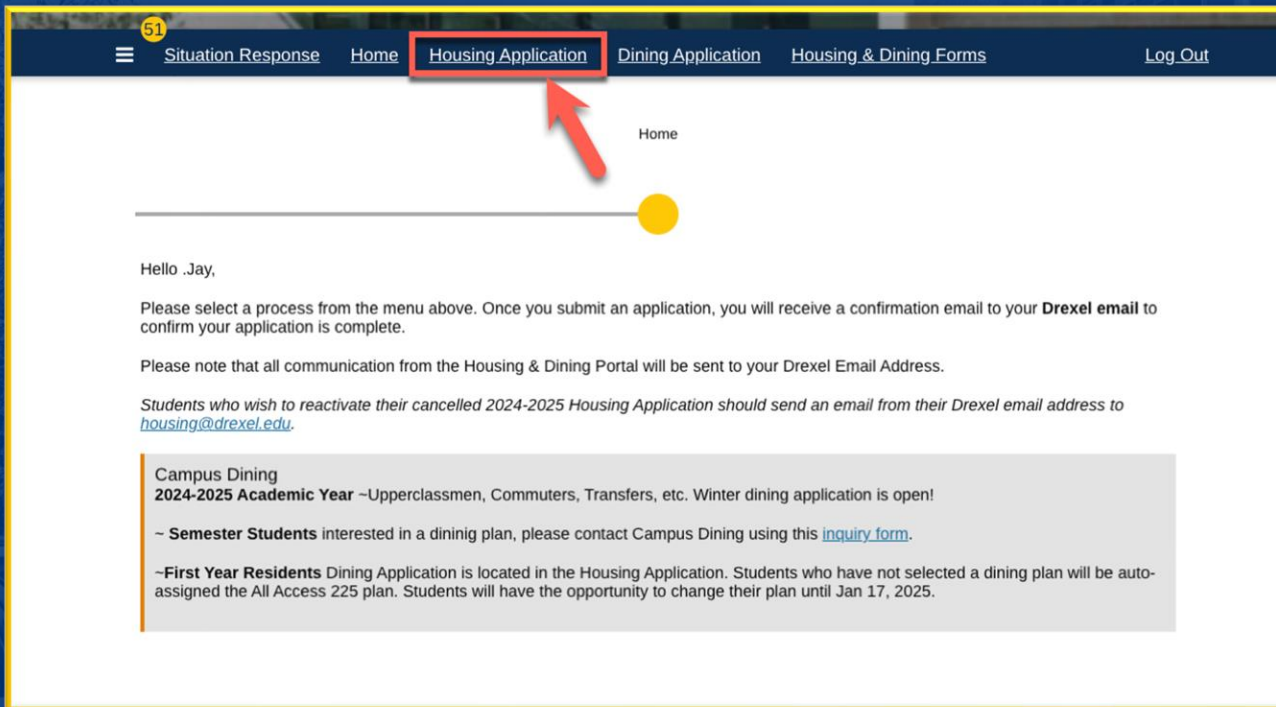 51
Situation Response Home Housing Application Dining Application Housing & Dining Forms Log Out
Home
Hello .Jay,
Please select a process from the menu above. Once you submit an application, you will receive a confirmation email to your Drexel email to
confirm your application is complete.
Please note that all communication from the Housing & Dining Portal will be sent to your Drexel Email Address.
Students who wish to reactivate their cancelled 2024-2025 Housing Application should send an email from their Drexel email address to
housing@drexel.edu.
Campus Dining
2024-2025 Academic Year ~Upperclassmen, Commuters, Transfers, etc. Winter dining application is open!
~ Semester Students interested in a dininig plan, please contact Campus Dining using this inquiry form.
~First Year Residents Dining Application is located in the Housing Application. Students who have not selected a dining plan will be auto-
assigned the All Access 225 plan. Students will have the opportunity to change their plan until Jan 17, 2025.